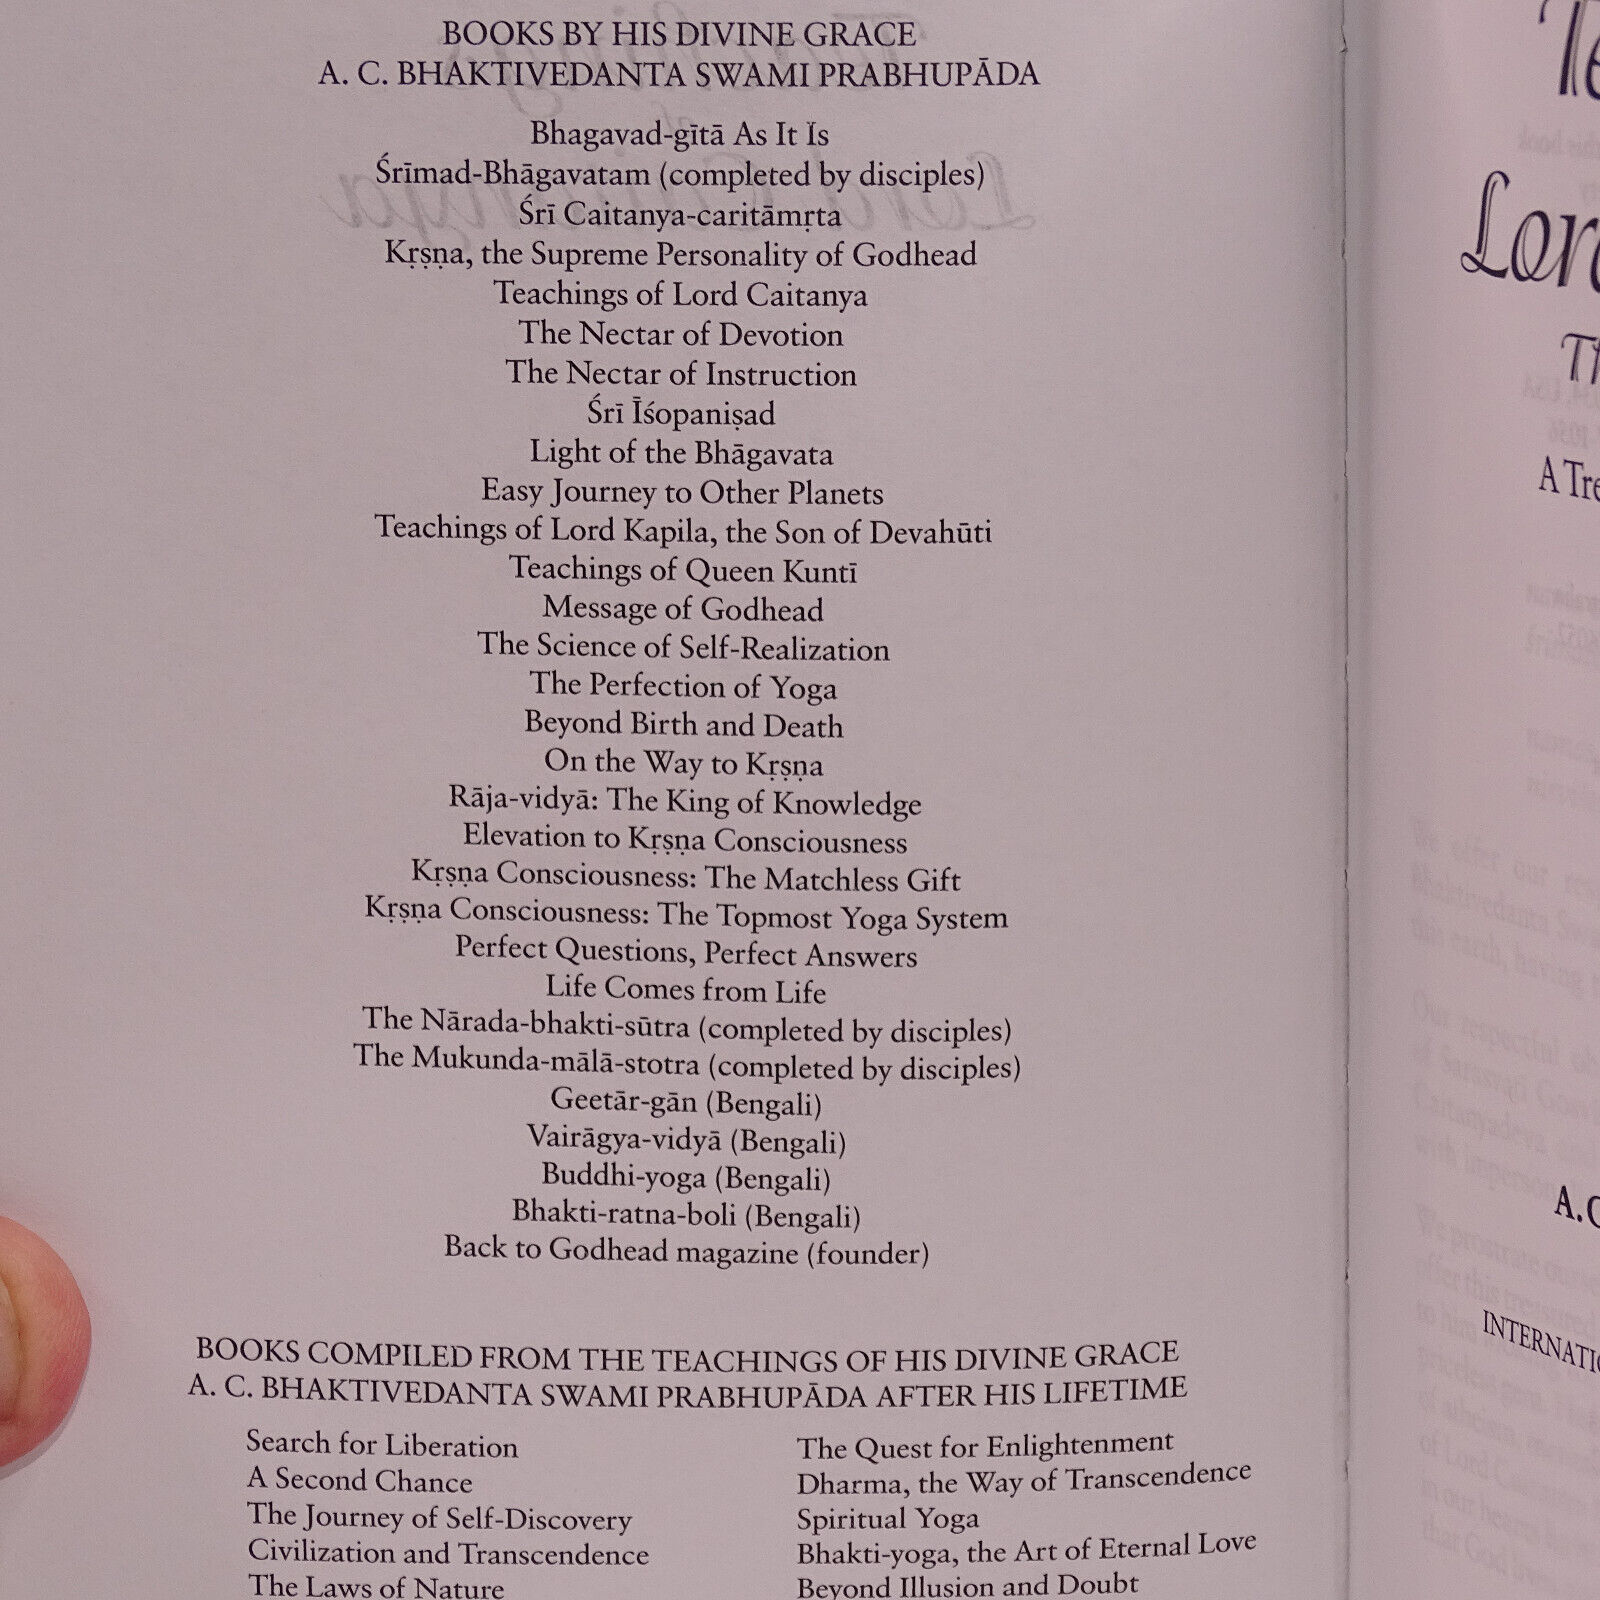 BOOKS BY HIS DIVINE GRACE
A. C. BHAKTIVEDANTA SWAMI PRABHUPĀDA
Bhagavad-gītā As It Is
Śrīmad-Bhāgavatam (completed by disciples)
Śrī Caitanya-caritāmṛta
Kṛṣṇa, the Supreme Personality of Godhead
Teachings of Lord Caitanya
The Nectar of Devotion
The Nectar of Instruction
Śrī Īśopaniṣad
Light of the Bhāgavata
Easy Journey to Other Planets
Teachings of Lord Kapila, the Son of Devahūti
Teachings of Queen Kuntī
Message of Godhead
The Science of Self-Realization
The Perfection of Yoga
Beyond Birth and Death
On the Way to Kṛṣṇa
Rāja-vidyā: The King of Knowledge
Elevation to Kṛṣṇa Consciousness
Kṛṣṇa Consciousness: The Matchless Gift
Kṛṣṇa Consciousness: The Topmost Yoga System
Perfect Questions, Perfect Answers
Life Comes from Life
The Nārada-bhakti-sūtra (completed by disciples)
The Mukunda-mālā-stotra (completed by disciples)
Geetār-gān (Bengali)
Vairāgya-vidyā (Bengali)
Buddhi-yoga (Bengali)
Bhakti-ratna-boli (Bengali)
Back to Godhead magazine (founder)
BOOKS COMPILED FROM THE TEACHINGS OF HIS DIVINE GRACE
A. C. BHAKTIVEDANTA SWAMI PRABHUPĀDA AFTER HIS LIFETIME
Search for Liberation
A Second Chance
The Journey of Self-Discovery
Civilization and Transcendence
The Laws of Nature
The Quest for Enlightenment
Dharma, the Way of Transcendence
Spiritual Yoga
Bhakti-yoga, the Art of Eternal Love
Beyond Illusion and Doubt
Te
Lor
Th
A Tre
A. C
INTERNATI